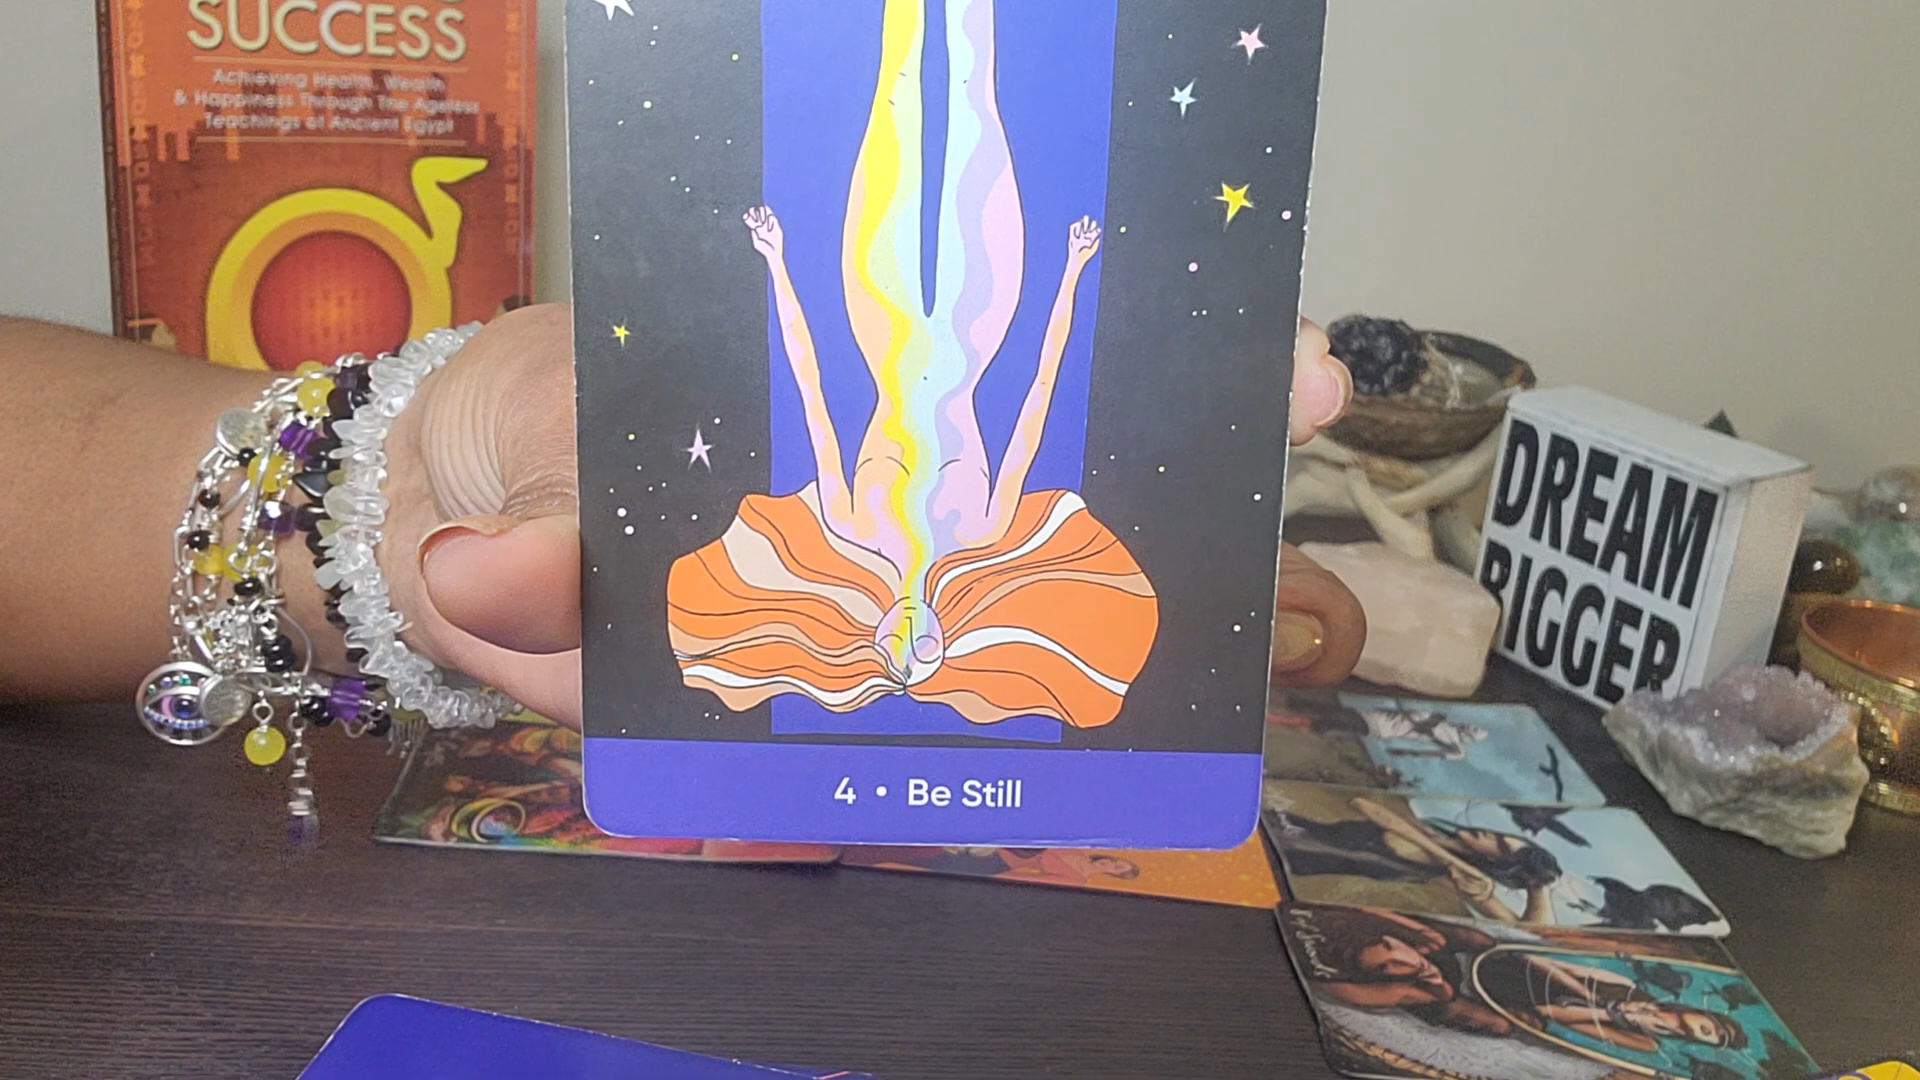 SUCCESS
Achieving Health, Wealth
& Happiness Through The Ageless
Teachings of Ancient Egypt
4 • Be Still
DREAM
BIGGER